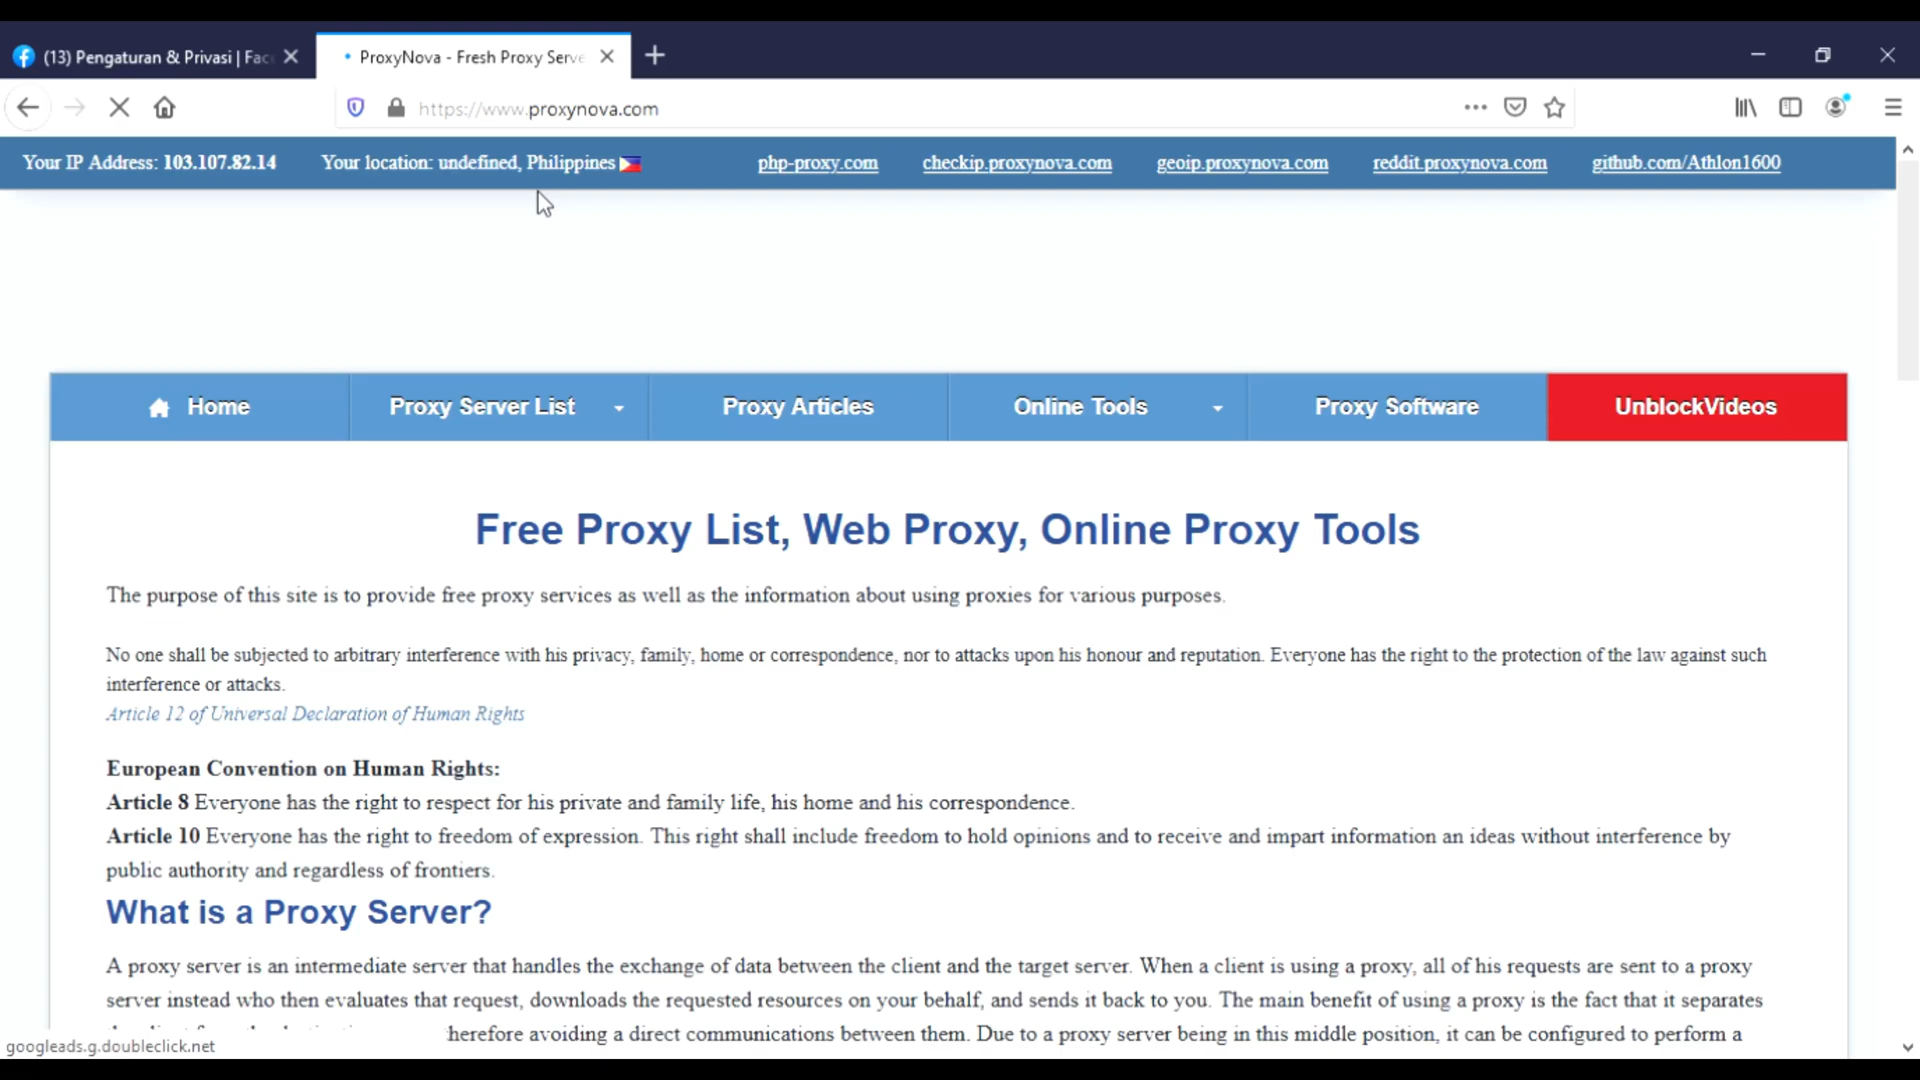 (13) Pengaturan & Privasi | Fac
ProxyNova - Fresh Proxy Serve
https://www.proxynova.com
Your IP Address: 103.107.82.14
Your location: undefined, Philippines
php-proxy.com
checkip.proxynova.com
geoip.proxynova.com
reddit.proxynova.com
github.com/Athlon1600
Home
Proxy Server List
Proxy Articles
Online Tools
Proxy Software
UnblockVideos
Free Proxy List, Web Proxy, Online Proxy Tools
The purpose of this site is to provide free proxy services as well as the information about using proxies for various purposes.
No one shall be subjected to arbitrary interference with his privacy, family, home or correspondence, nor to attacks upon his honour and reputation. Everyone has the right to the protection of the law against such
interference or attacks.
Article 12 of Universal Declaration of Human Rights
European Convention on Human Rights:
Article 8 Everyone has the right to respect for his private and family life, his home and his correspondence.
Article 10 Everyone has the right to freedom of expression. This right shall include freedom to hold opinions and to receive and impart information an ideas without interference by
public authority and regardless of frontiers.
What is a Proxy Server?
A proxy server is an intermediate server that handles the exchange of data between the client and the target server. When a client is using a proxy, all of his requests are sent to a proxy
server instead who then evaluates that request, downloads the requested resources on your behalf, and sends it back to you. The main benefit of using a proxy is the fact that it separates
herefore avoiding a direct communications between them. Due to a proxy server being in this middle position, it can be configured to perform a
googleads.g.doubleclick.net